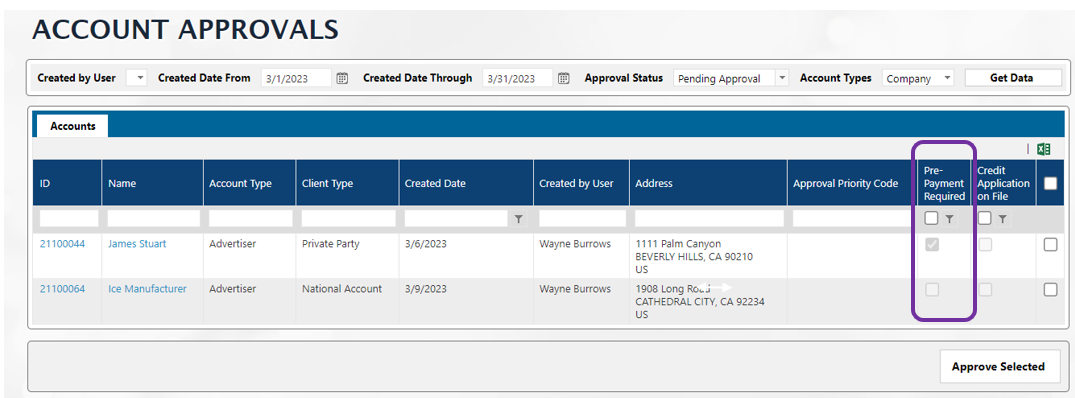 ACCOUNT APPROVALS
Created by User Created Date From 3/1/2023 Created Date Through 3/31/2023 Approval Status Pending Approval Account Types Company Get Data
Accounts
ID Name Account Type Client Type Created Date Created by User Address Approval Priority Code Pre-
Payment
Required Credit
Application
on File
21100044 James Stuart Advertiser Private Party 3/6/2023 Wayne Burrows 1111 Palm Canyon
BEVERLY HILLS, CA 90210
US
21100064 Ice Manufacturer Advertiser National Account 3/9/2023 Wayne Burrows 1908 Long Road
CATHEDRAL CITY, CA 92234
US
Approve Selected